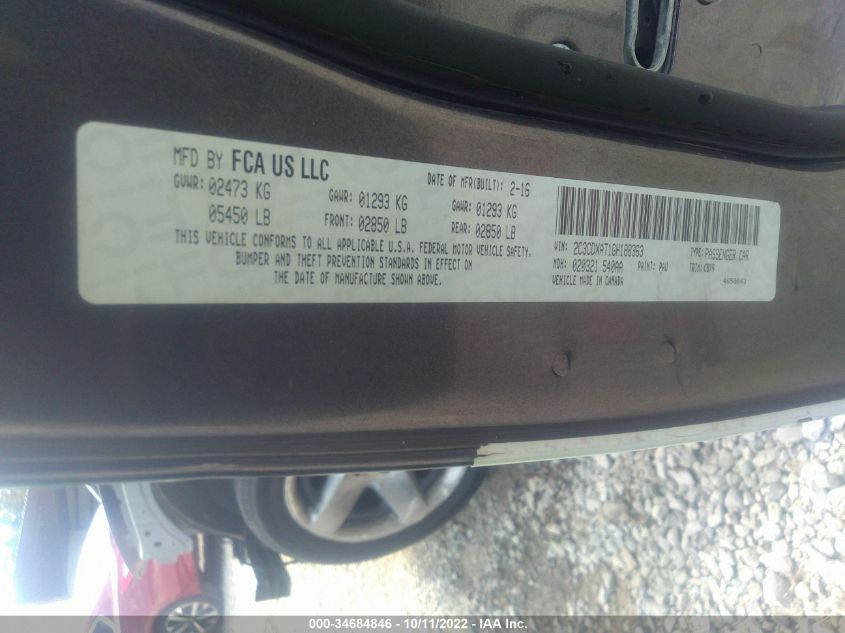 MFD BY FCA US LLC
DATE OF MFR(BUILT): 2-16
GVWR: 02473 KG
GAWR: 01293 KG
GAWR: 01293 KG
05450 LB
FRONT: 02850 LB
REAR: 02850 LB
THIS VEHICLE CONFORMS TO ALL APPLICABLE U.S.A. FEDERAL MOTOR VEHICLE SAFETY,
BUMPER AND THEFT PREVENTION STANDARDS IN EFFECT ON
THE DATE OF MANUFACTURE SHOWN ABOVE.
VIN: 2C3CDXAT1GH188363
TYPE: PASSENGER CAR
MDH: 020321 540AA
PAINT: PAU
VEHICLE MADE IN CANADA
000-34684846 - 10/11/2022 - IAA Inc.